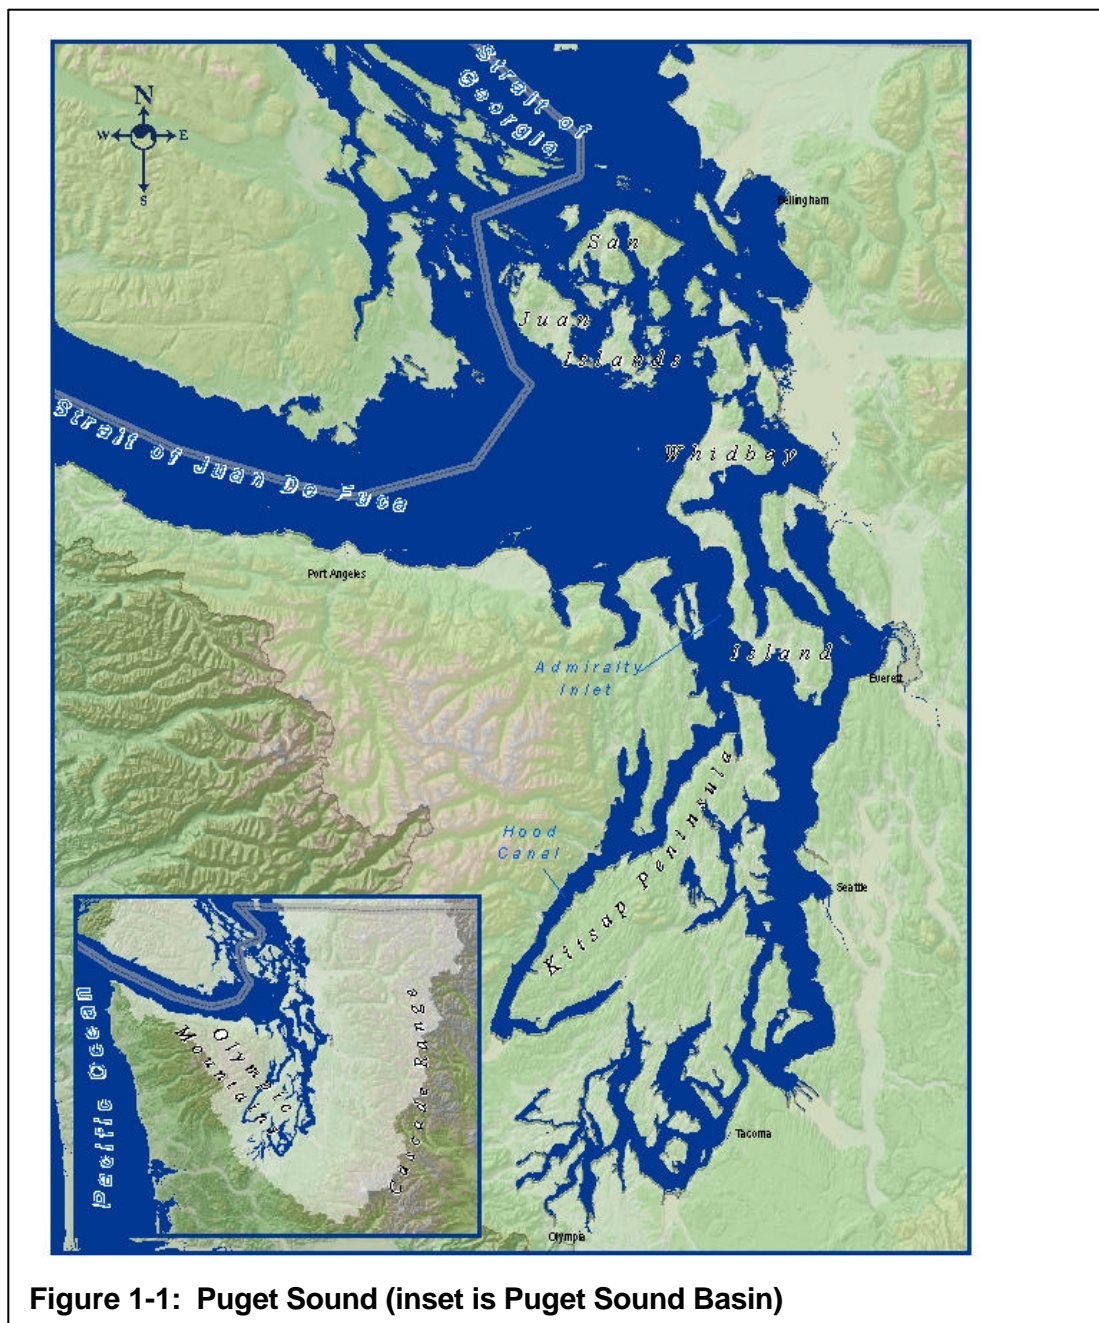 N
W E
S
Strait of
Georgia
Bellingham
San
Juan
Islands
Strait of Juan De Fuca
Whidbey
Port Angeles
Island
Admiralty
Inlet
Everett
Kitsap Peninsula
Hood
Canal
Seattle
Pacific Ocean
Olympic
Mountains
Cascade Range
Tacoma
Olympia
Figure 1-1: Puget Sound (inset is Puget Sound Basin)